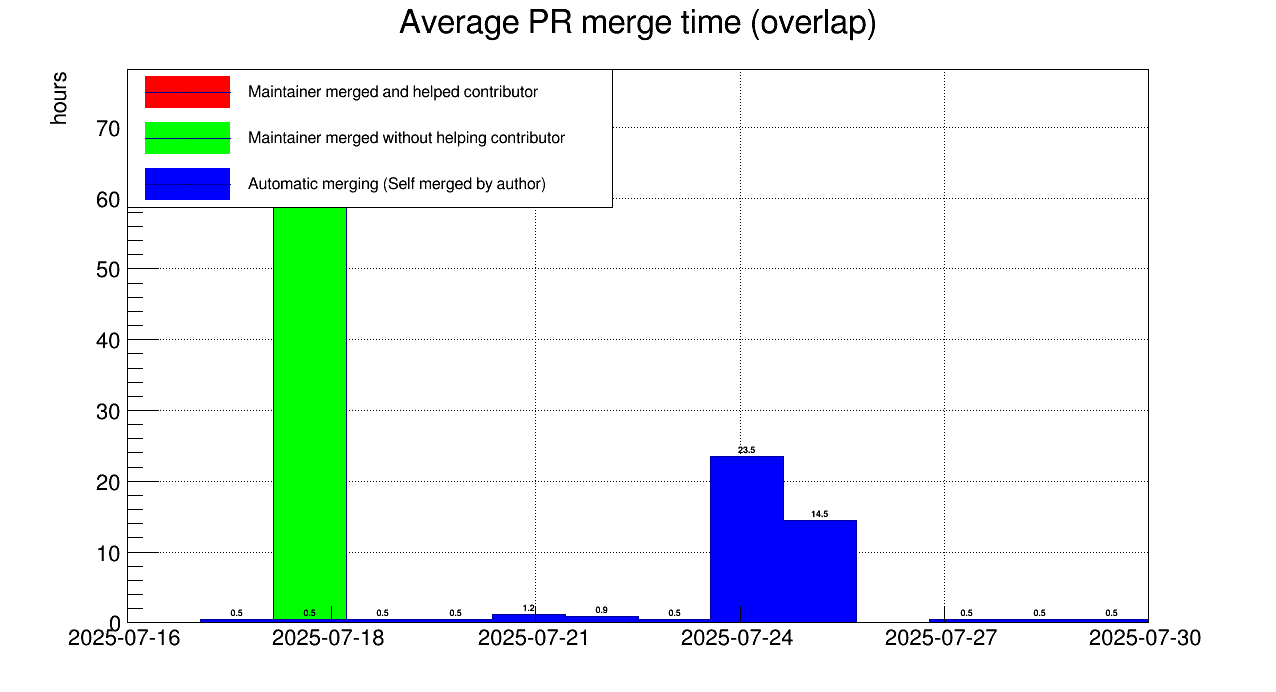 Average PR merge time (overlap)
hours
Maintainer merged and helped contributor
Maintainer merged without helping contributor
Automatic merging (Self merged by author)
70
60
50
40
30
20
10
0
23.5
14.5
0.5 0.5 0.5 0.5 1.2 0.9 0.5 0.5 0.5 0.5
2025-07-16 2025-07-18 2025-07-21 2025-07-24 2025-07-27 2025-07-30